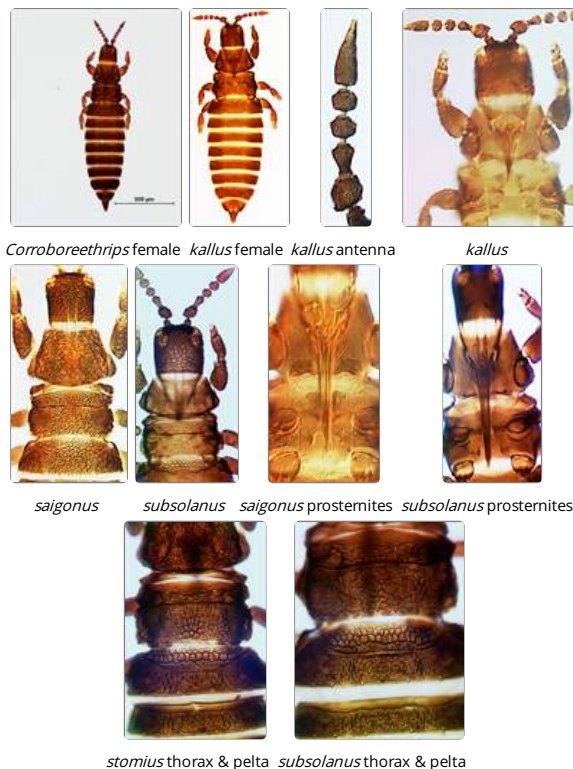 Corroboreethrips female kallus female kallus antenna kallus
saigonus subsolanus saigonus prosternites subsolanus prosternites
stomius thorax & pelta subsolanus thorax & pelta